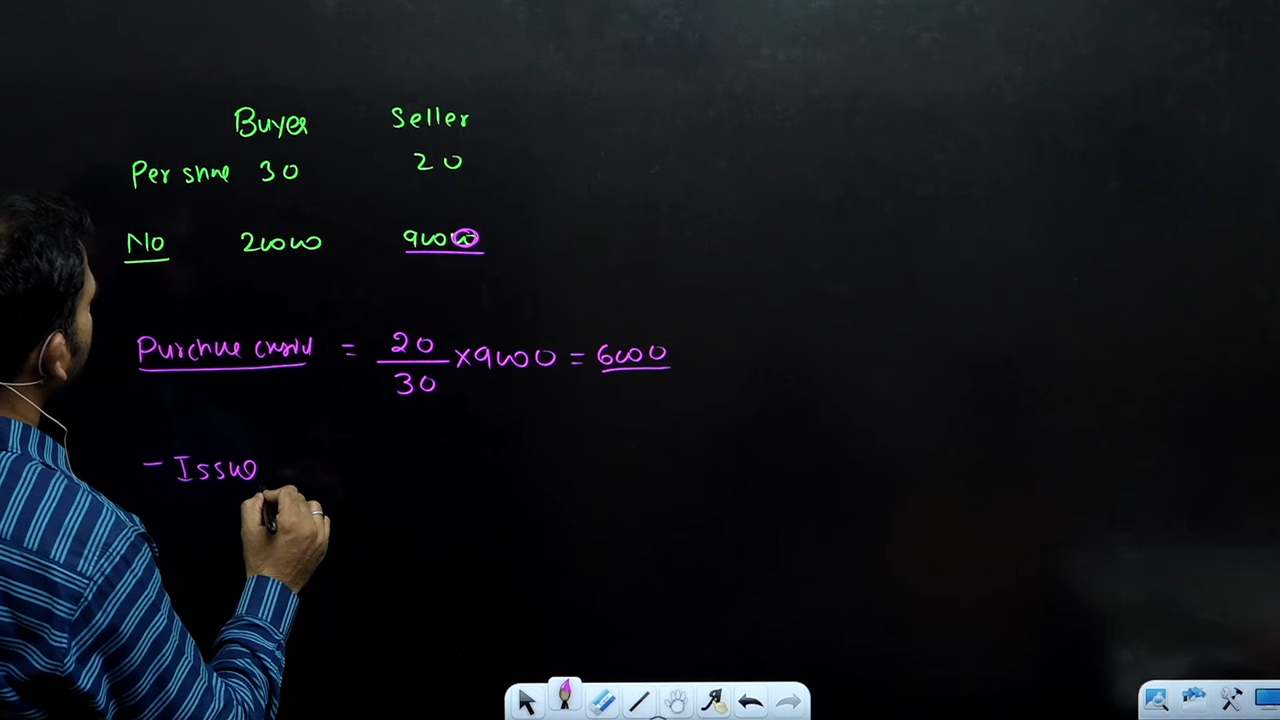 Buyer Seller
Per share 30 20
No 20000 9000
Purchase consid = 20/30 × 9000 = 6000
- Issue